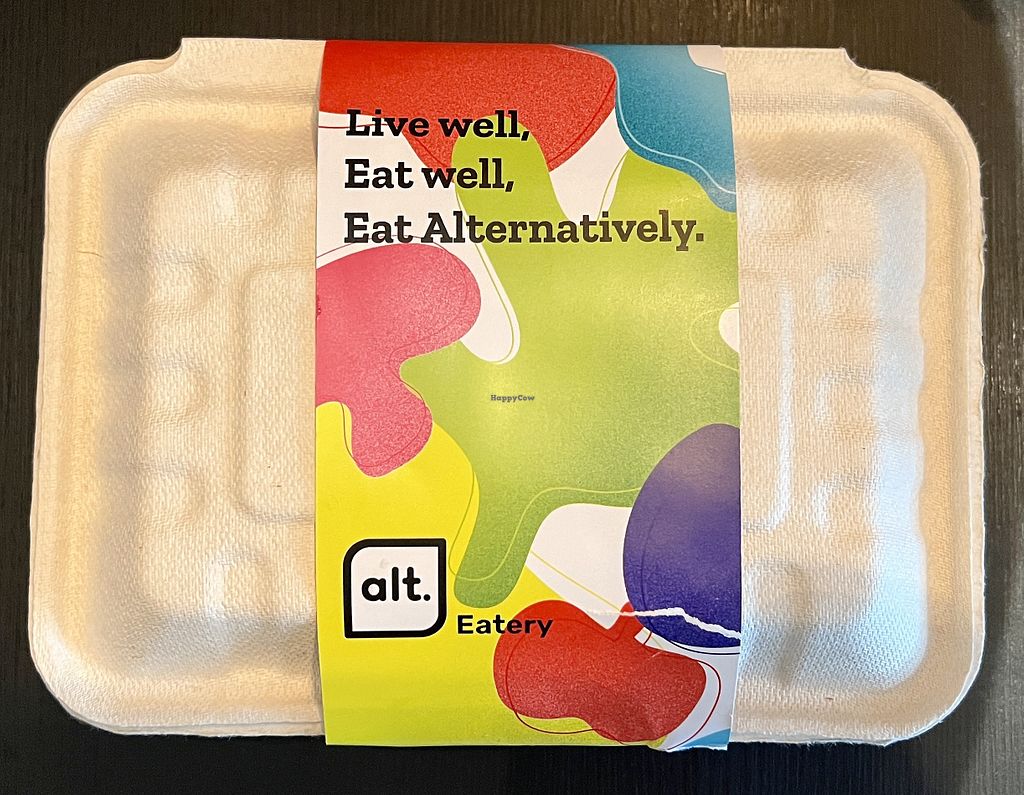 Live well,
Eat well,
Eat Alternatively.
HappyCow
alt.
Eatery